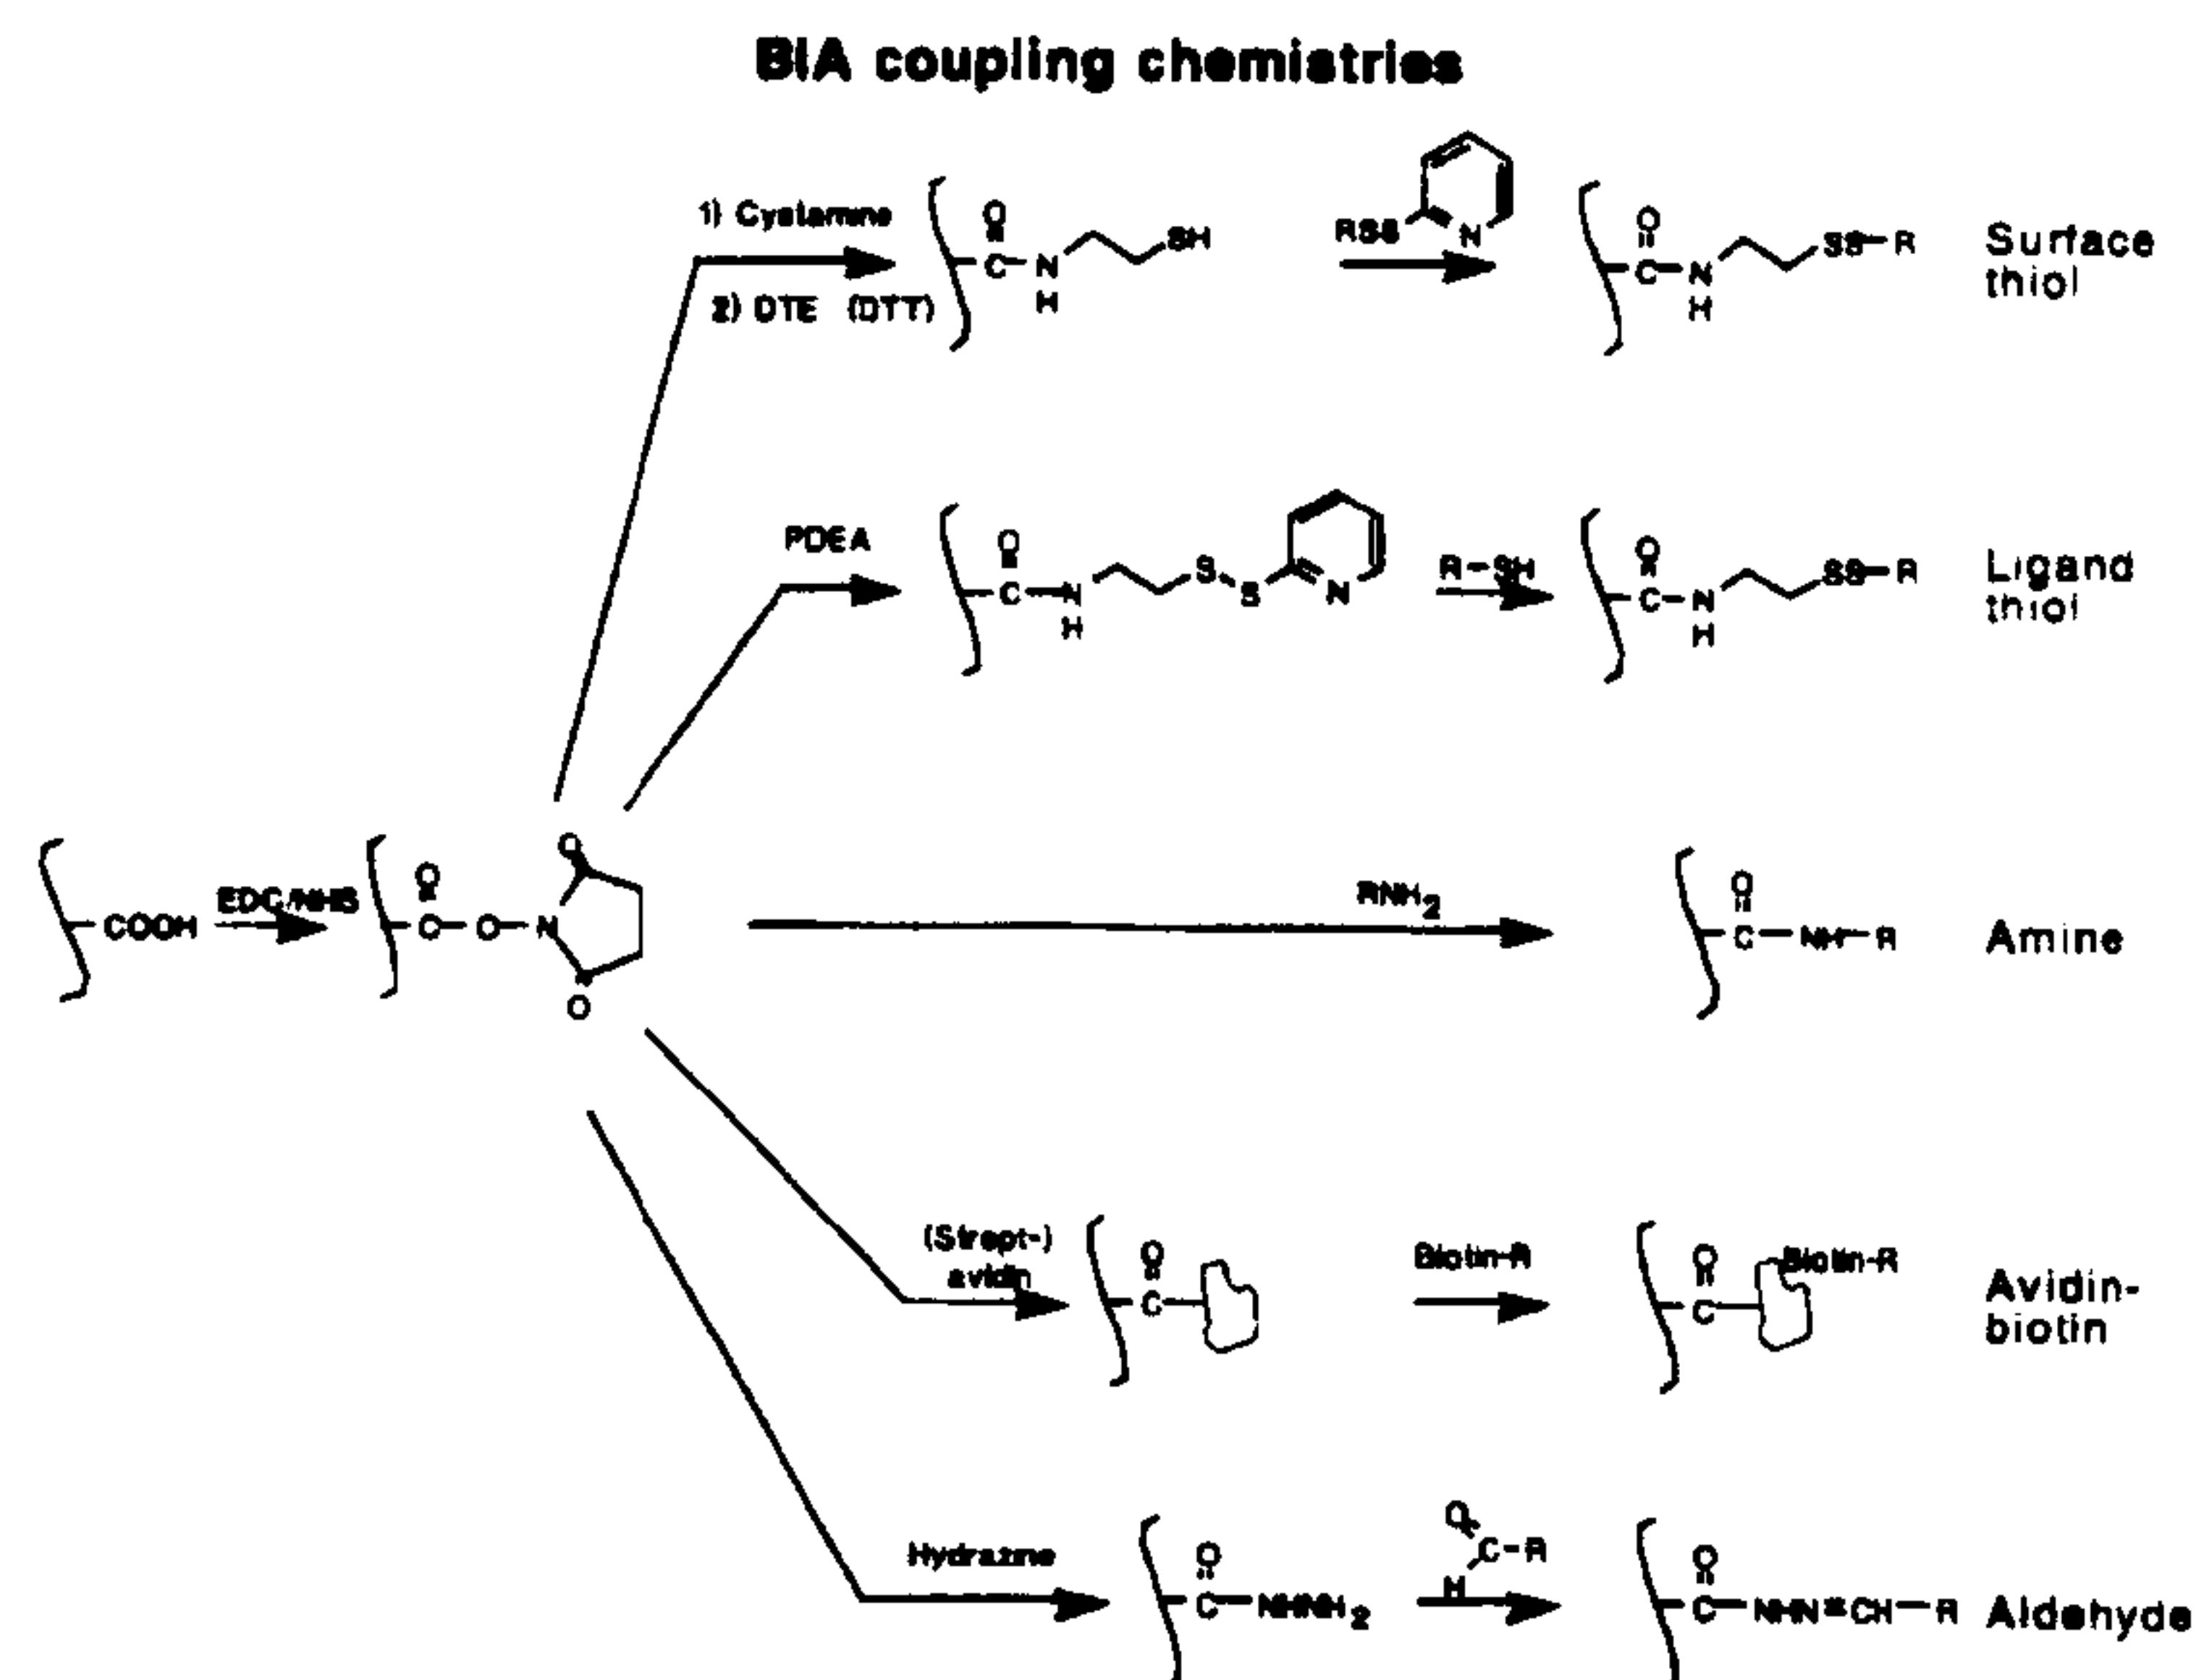 BIA coupling chemistries
1) Cystamine
2) DTE (DTT)
O
C
N
H
SH
RSS
N
O
C
N
H
SS-R
Surface
thiol
PDEA
O
C
N
H
S
S
N
R-SH
O
C
N
H
SS-R
Ligand
thiol
COOH
EDC/NHS
O
C
O
N
O
O
RNH2
O
C
NH-R
Amine
(Strept-)
avidin
O
C
Biotin-R
O
C
Biotin-R
Avidin-
biotin
Hydrazine
O
C
NHNH2
O
C-R
H
O
C
NHN=CH-R
Aldehyde